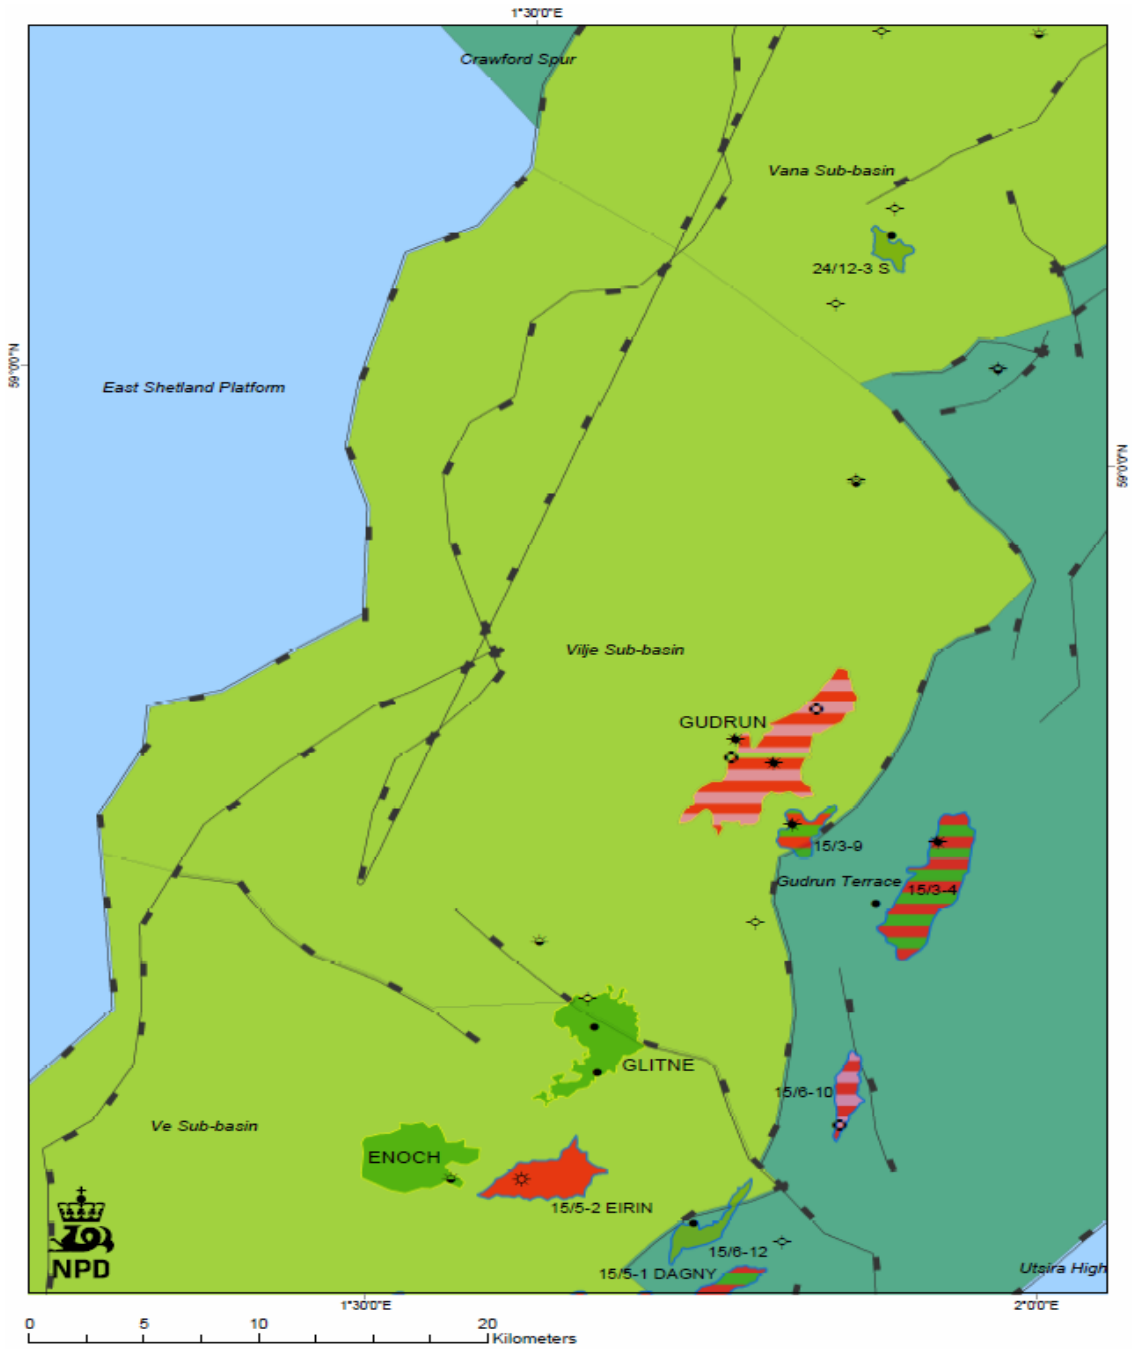 1°30'0"E
Crawford Spur
Vana Sub-basin
24/12-3 S
59°0'0"N
East Shetland Platform
59°0'0"N
Vilje Sub-basin
GUDRUN
15/3-9
Gudrun Terrace
15/3-4
GLITNE
15/6-10
Ve Sub-basin
ENOCH
15/5-2 EIRIN
NPD
15/6-12
15/5-1 DAGNY
Utsira High
1°30'0"E
2°0'0"E
0 5 10 20
Kilometers